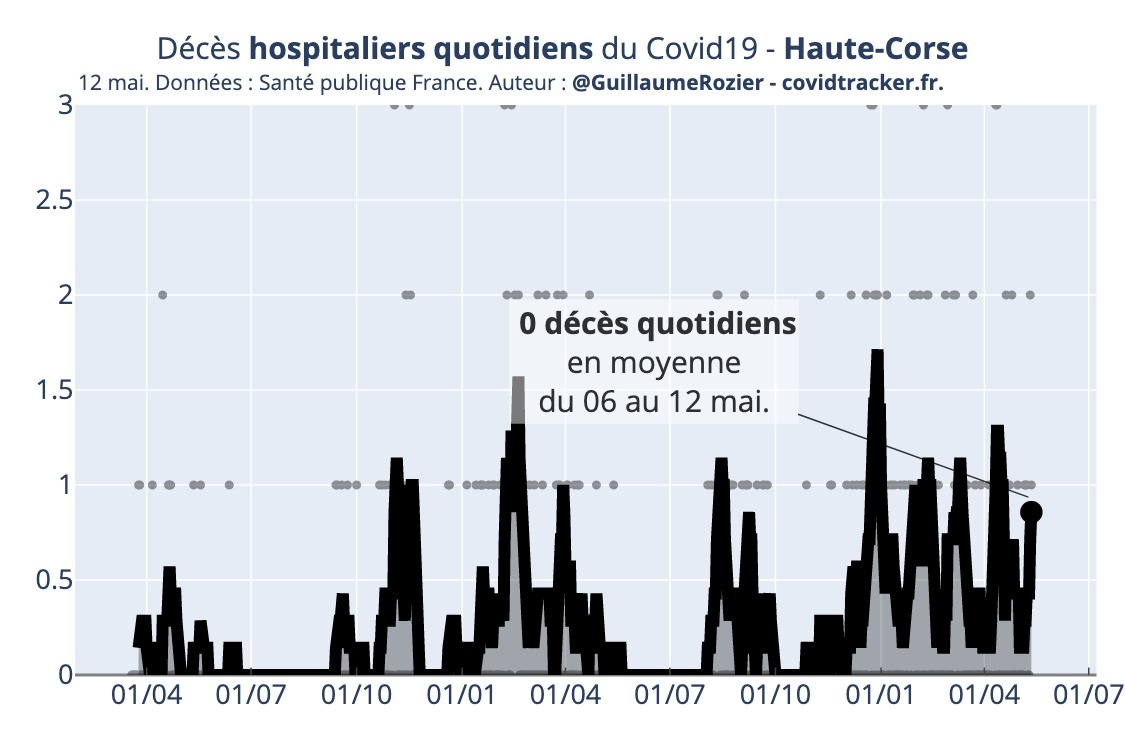 Décès hospitaliers quotidiens du Covid19 - Haute-Corse
12 mai. Données : Santé publique France. Auteur : @GuillaumeRozier - covidtracker.fr.
3
2.5
2
0 décès quotidiens
en moyenne
1.5
du 06 au 12 mai.
1
0.5
0
01/04 01/07 01/10 01/01 01/04 01/07 01/10 01/01 01/04 01/07